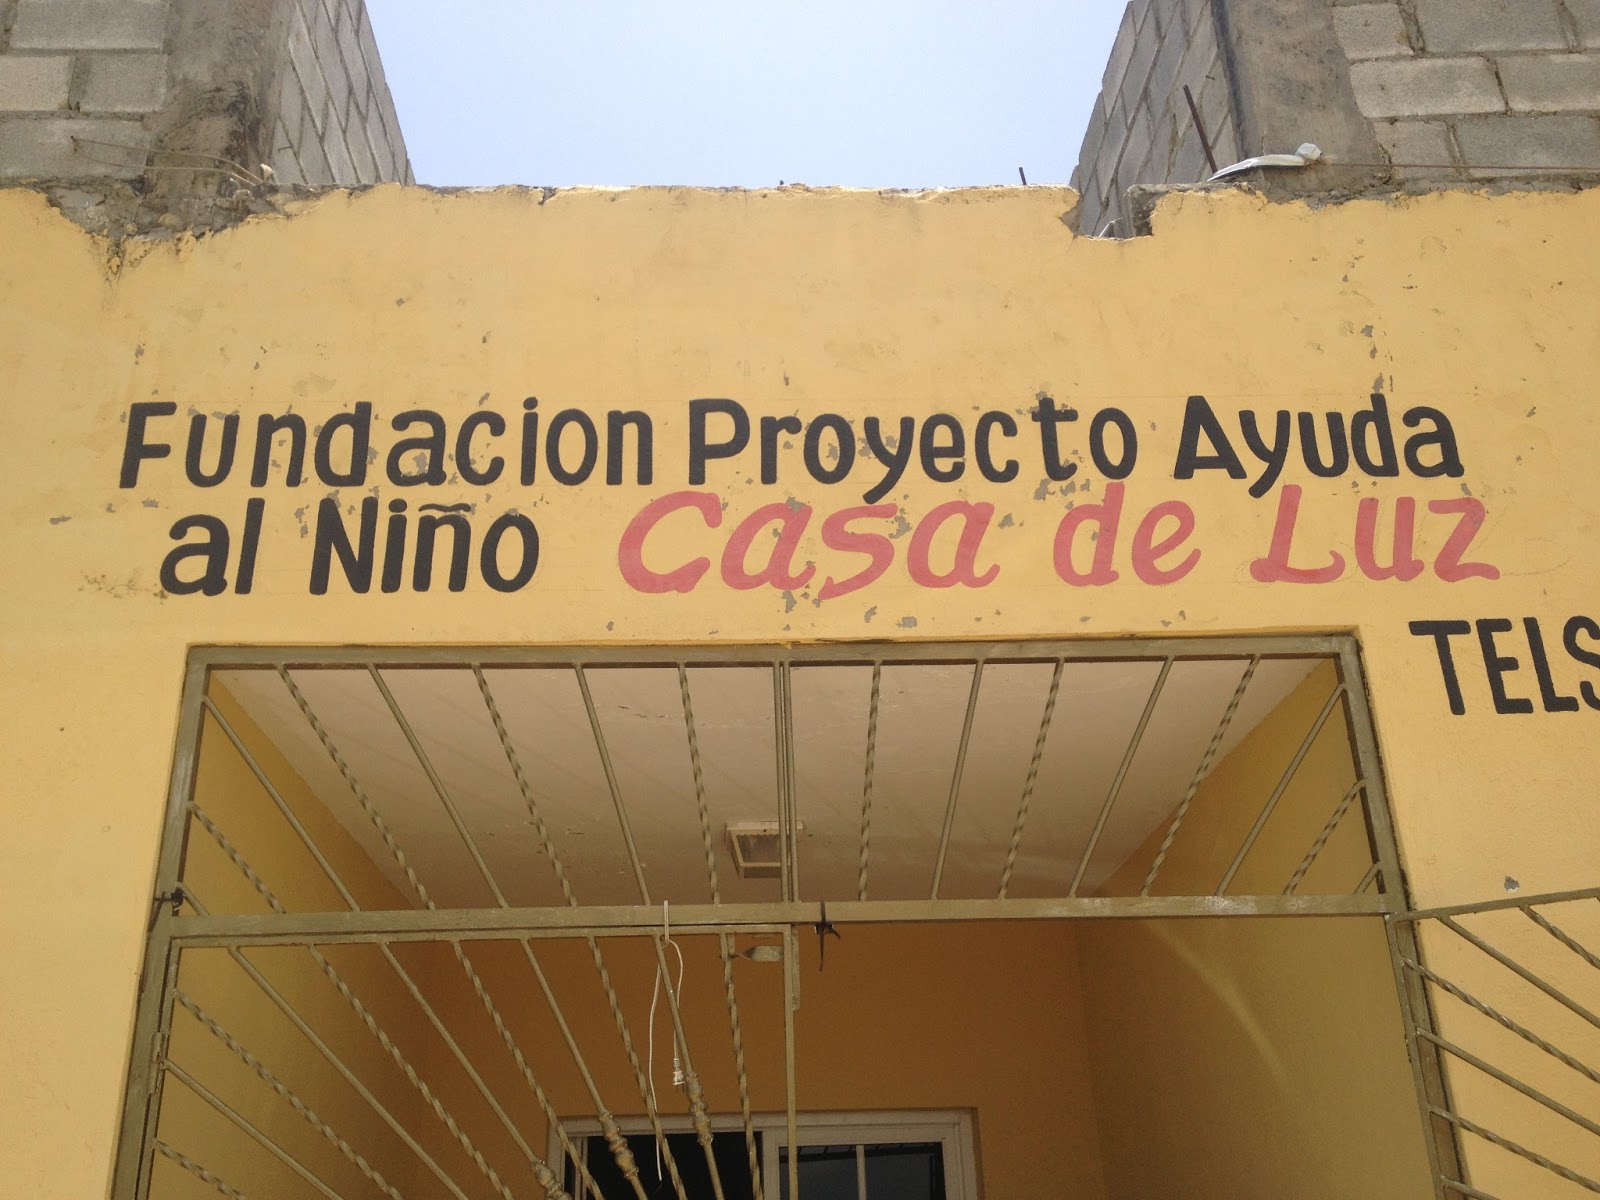 Fundacion Proyecto Ayuda
al Niño Casa de Luz
TELS